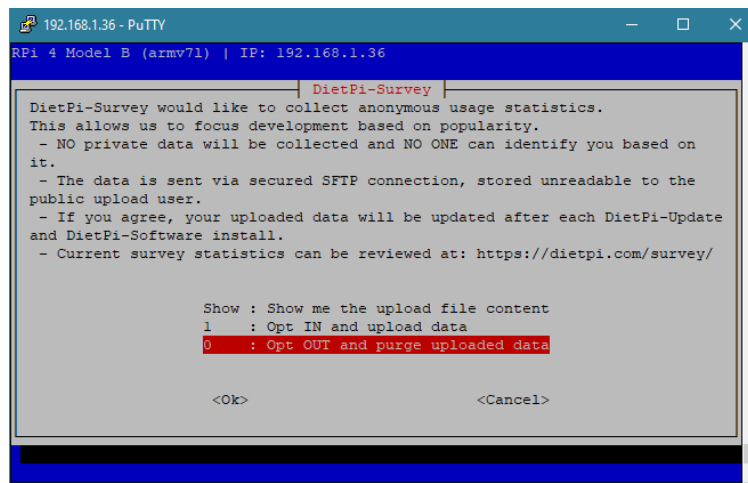 192.168.1.36 - PuTTY
RPi 4 Model B (armv7l) | IP: 192.168.1.36
DietPi-Survey
DietPi-Survey would like to collect anonymous usage statistics.
This allows us to focus development based on popularity.
- NO private data will be collected and NO ONE can identify you based on
it.
- The data is sent via secured SFTP connection, stored unreadable to the
public upload user.
- If you agree, your uploaded data will be updated after each DietPi-Update
and DietPi-Software install.
- Current survey statistics can be reviewed at: https://dietpi.com/survey/
Show : Show me the upload file content
1 : Opt IN and upload data
0 : Opt OUT and purge uploaded data
<Ok> <Cancel>